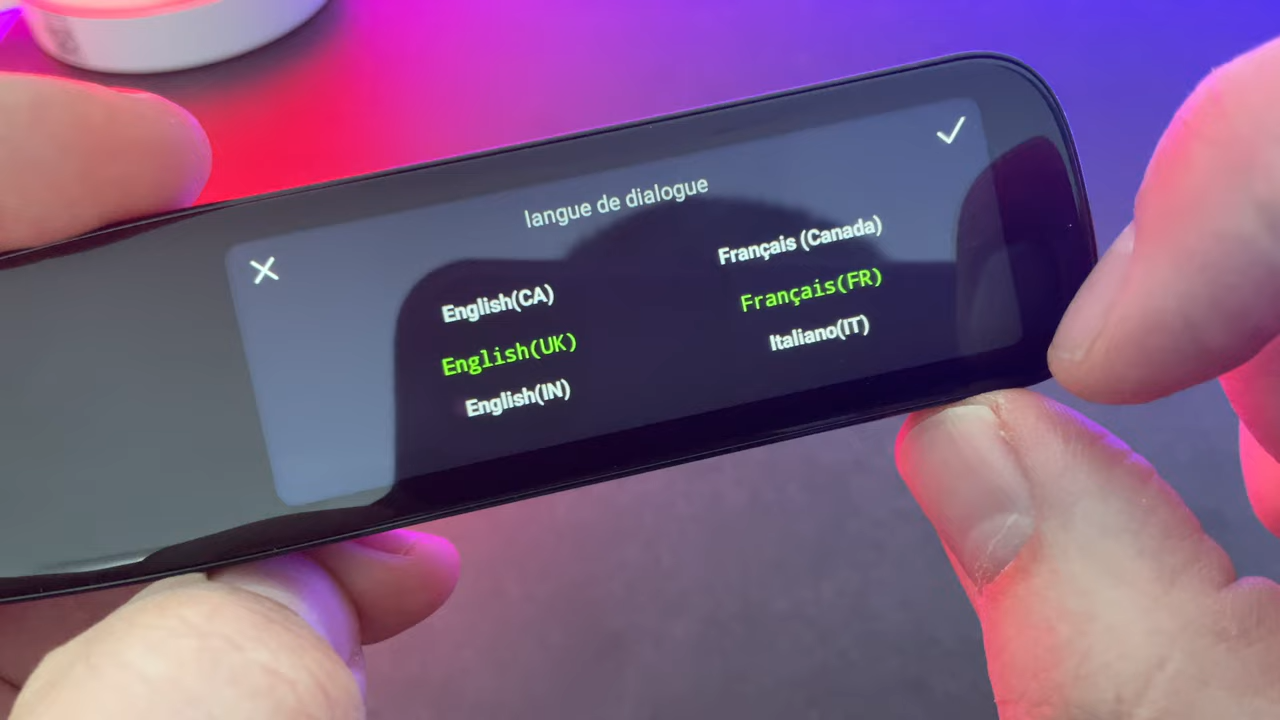 langue de dialogue
English(CA)
English(UK)
English(IN)
Français (Canada)
Français(FR)
Italiano(IT)